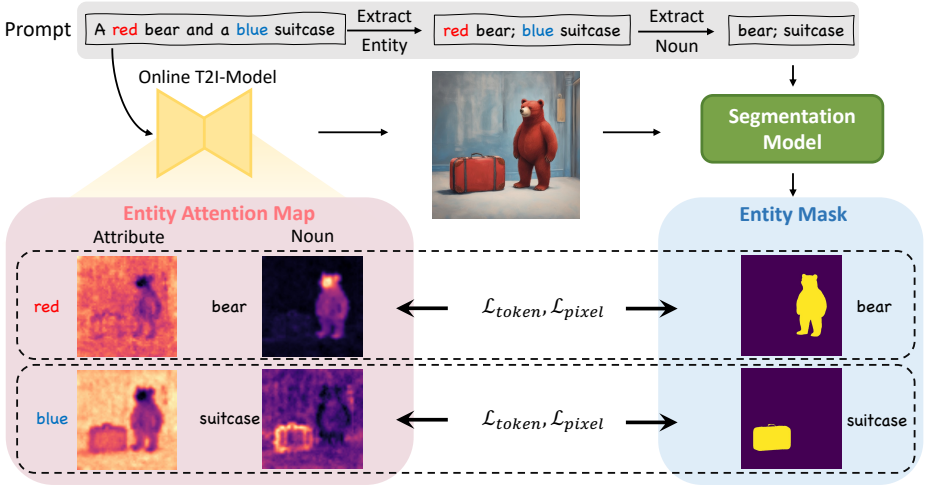 Prompt
A red bear and a blue suitcase
Extract
Entity
red bear; blue suitcase
Extract
Noun
bear; suitcase
Online T2I-Model
Segmentation
Model
Entity Attention Map
Attribute
Noun
Entity Mask
red
bear
ℒ_token, ℒ_pixel
bear
blue
suitcase
ℒ_token, ℒ_pixel
suitcase